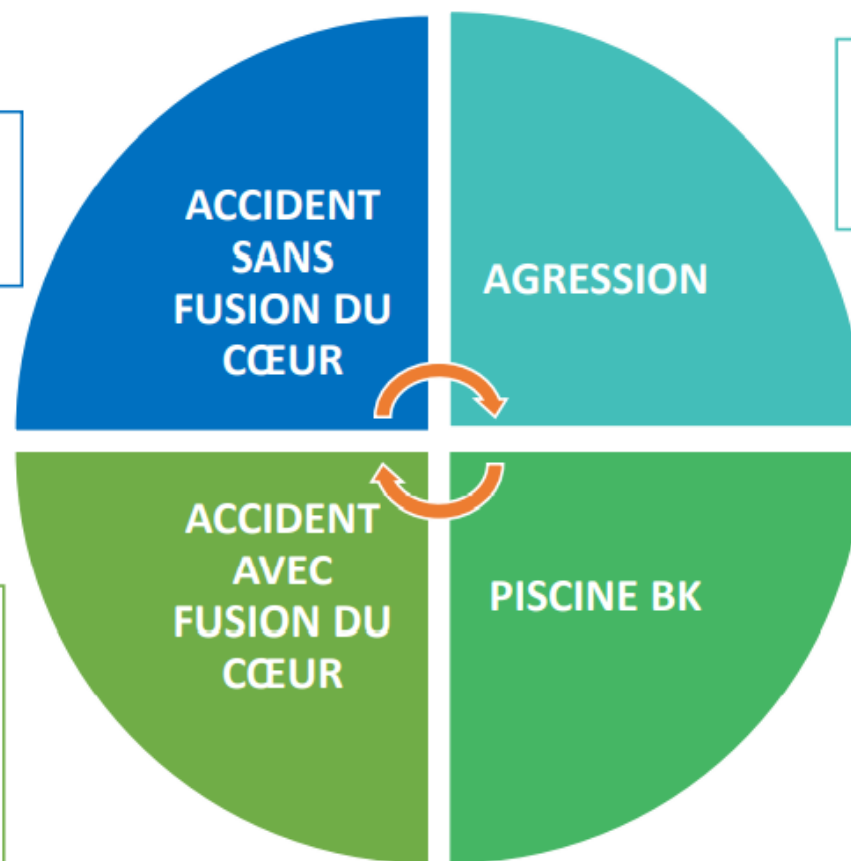 ACCIDENT
SANS
FUSION DU
CŒUR
AGRESSION
ACCIDENT
AVEC
FUSION DU
CŒUR
PISCINE BK